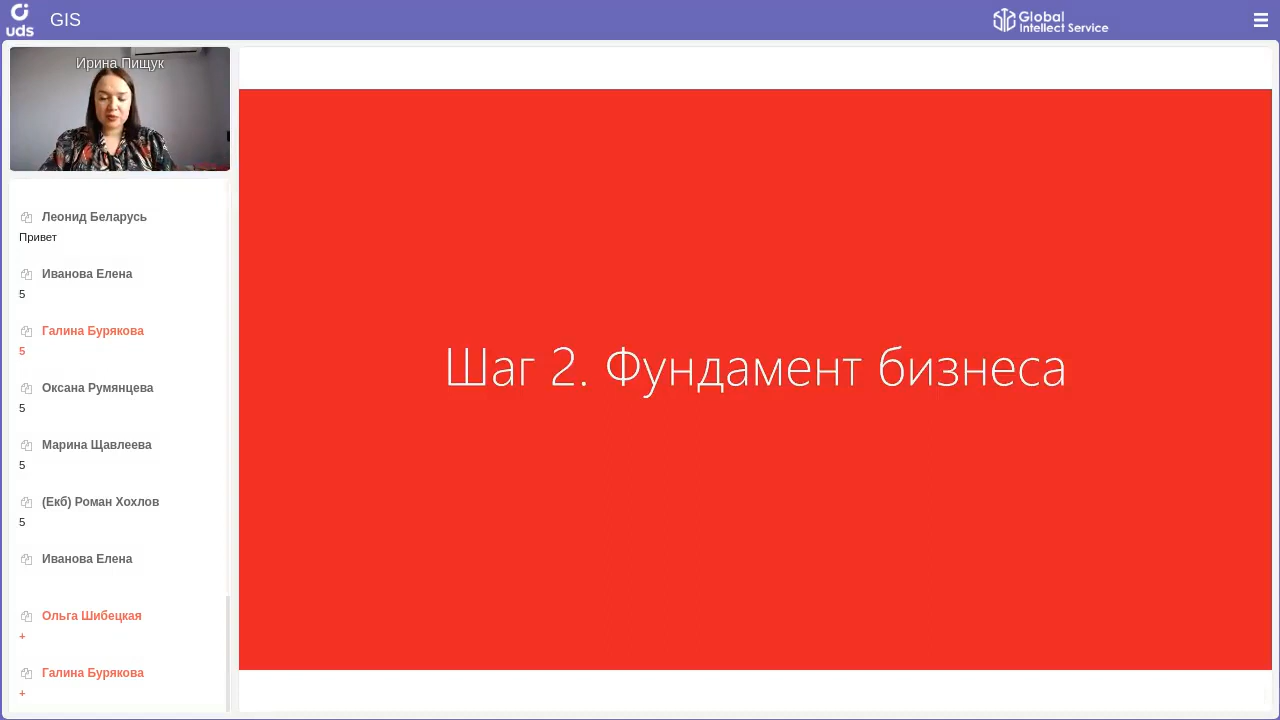 uds
GIS
Global
Intellect Service
Ирина Пищук
Леонид Беларусь
Привет
Иванова Елена
5
Галина Бурякова
5
Оксана Румянцева
5
Марина Щавлеева
5
(Екб) Роман Хохлов
5
Иванова Елена
Ольга Шибецкая
+
Галина Бурякова
+
Шаг 2. Фундамент бизнеса